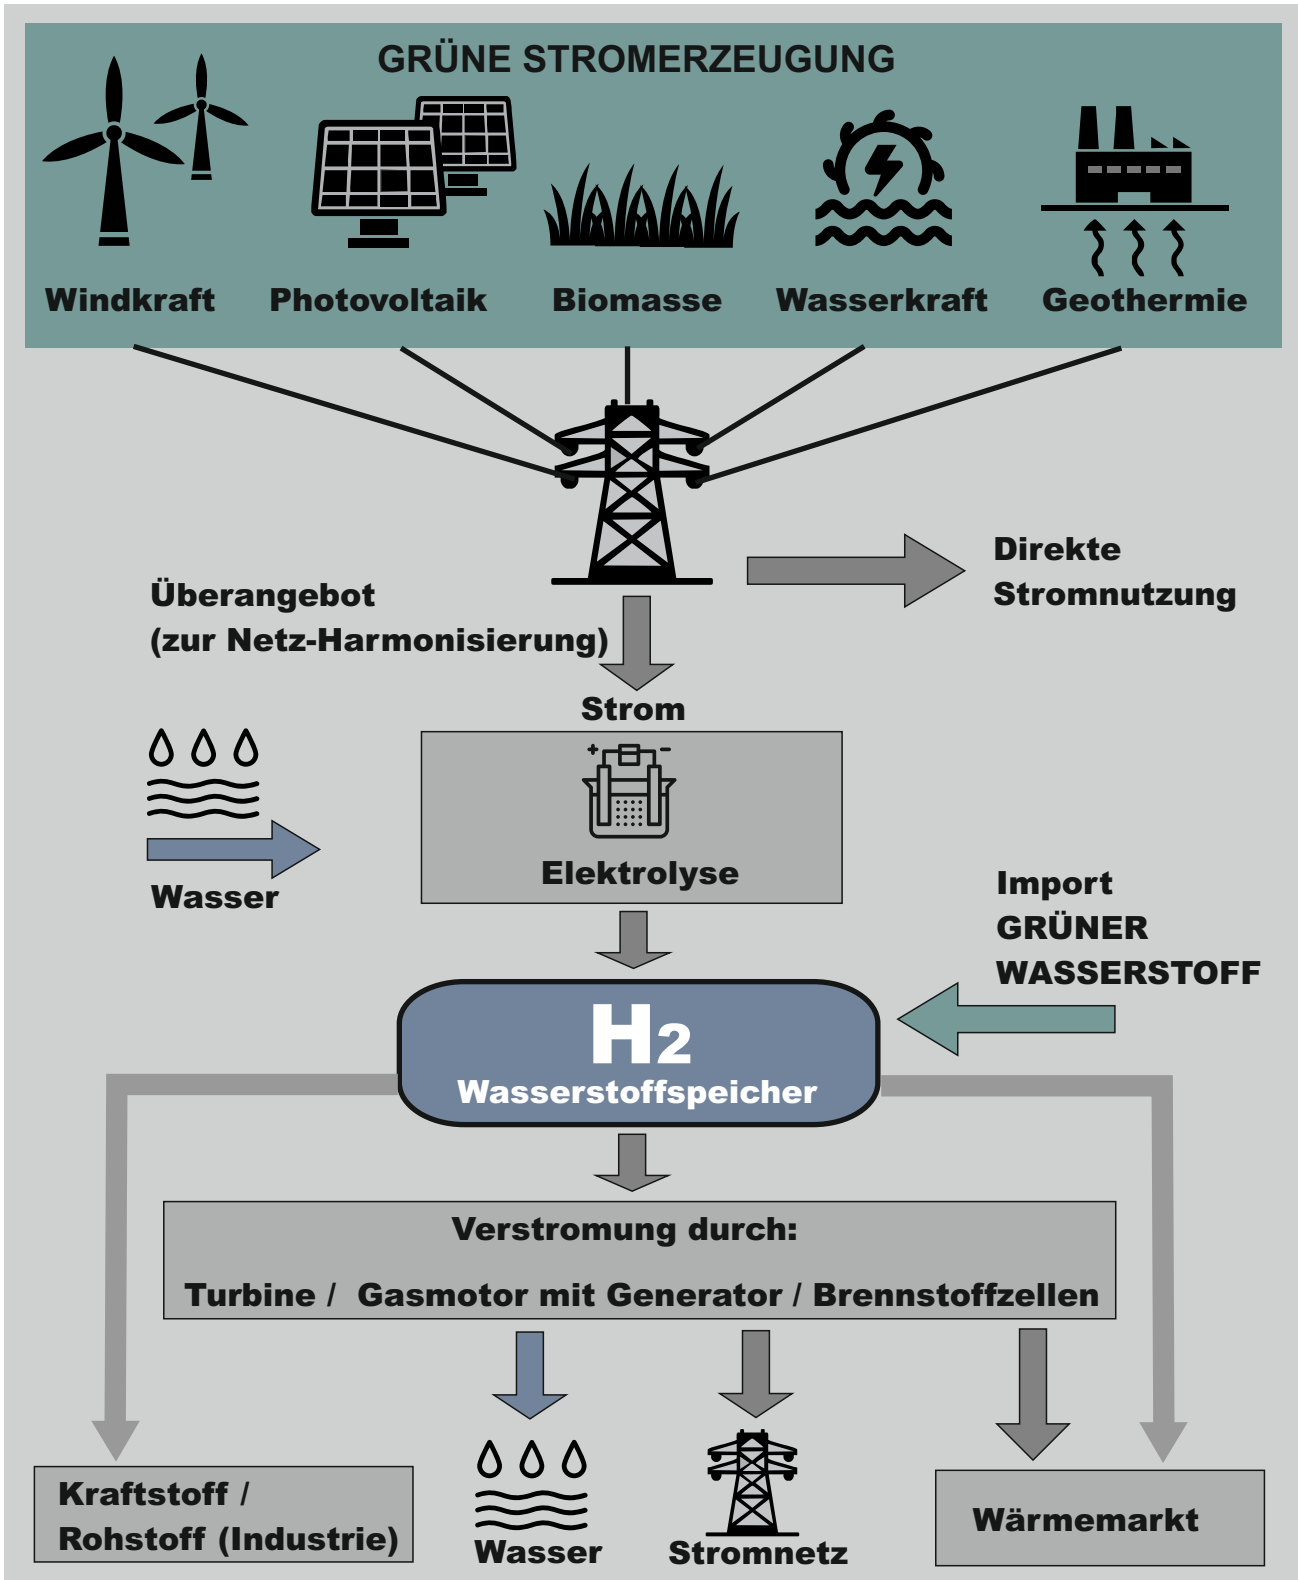 GRÜNE STROMERZEUGUNG
Windkraft
Photovoltaik
Biomasse
Wasserkraft
Geothermie
Direkte
Stromnutzung
Überangebot
(zur Netz-Harmonisierung)
Strom
+ −
Elektrolyse
Wasser
Import
GRÜNER
WASSERSTOFF
H2
Wasserstoffspeicher
Verstromung durch:
Turbine / Gasmotor mit Generator / Brennstoffzellen
Kraftstoff /
Rohstoff (Industrie)
Wasser
Stromnetz
Wärmemarkt